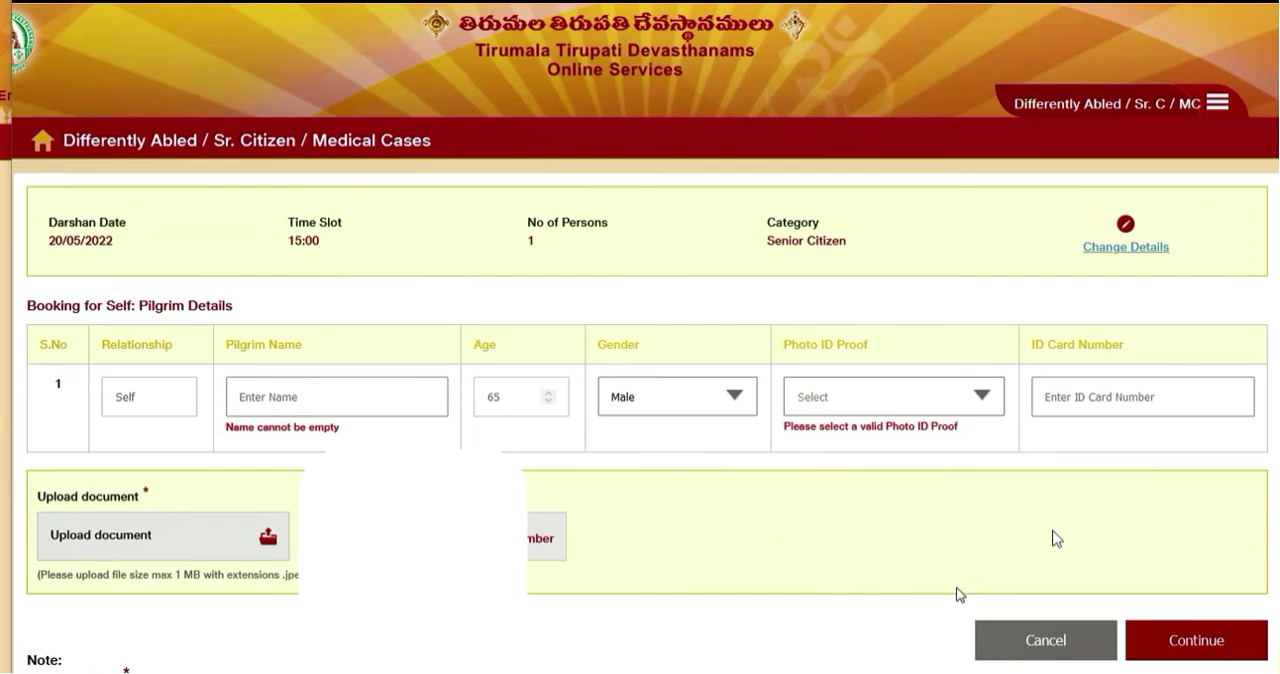 తిరుమల తిరుపతి దేవస్థానములు
Tirumala Tirupati Devasthanams
Online Services
Differently Abled / Sr. C / MC
Differently Abled / Sr. Citizen / Medical Cases
Darshan Date Time Slot No of Persons Category
20/05/2022 15:00 1 Senior Citizen
Change Details
Booking for Self: Pilgrim Details
S.No Relationship Pilgrim Name Age Gender Photo ID Proof ID Card Number
1 Self Enter Name 65 Male Select Enter ID Card Number
Name cannot be empty Please select a valid Photo ID Proof
Upload document *
Upload document
(Please upload file size max 1 MB with extensions
Cancel Continue
Note:
*